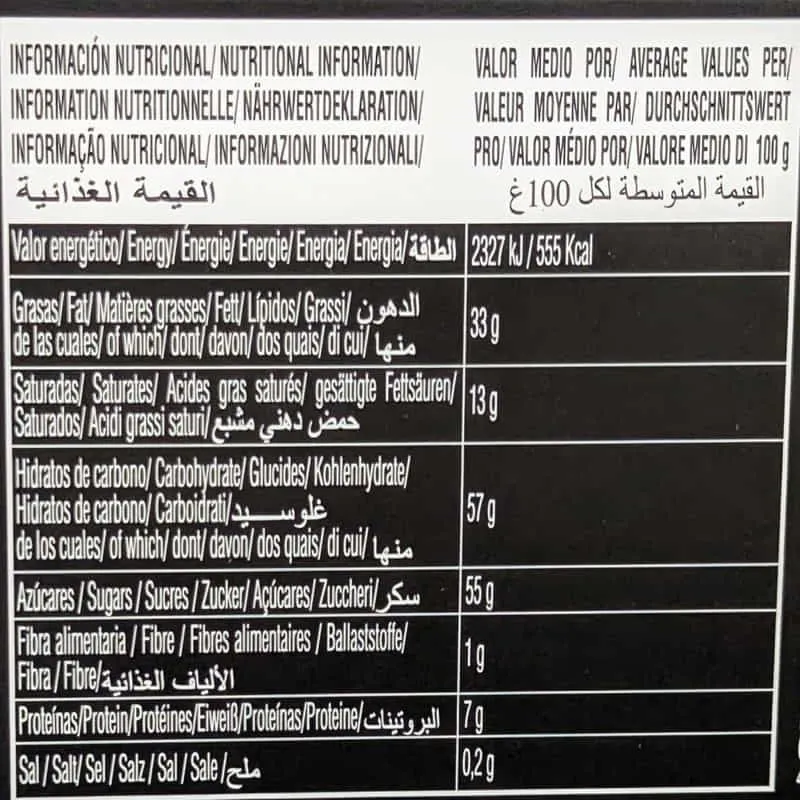 INFORMACIÓN NUTRICIONAL/ NUTRITIONAL INFORMATION/
INFORMATION NUTRITIONNELLE/ NÄHRWERTDEKLARATION/
INFORMAÇÃO NUTRICIONAL/ INFORMAZIONI NUTRIZIONALI/
القيمة الغذائية
VALOR MEDIO POR/ AVERAGE VALUES PER/
VALEUR MOYENNE PAR/ DURCHSCHNITTSWERT
PRO/ VALOR MÉDIO POR/ VALORE MEDIO DI 100 g
القيمة المتوسطة لكل 100غ
Valor energético/ Energy/ Énergie/ Energie/ Energia/ Energia/ الطاقة 2327 kJ / 555 Kcal
Grasas/ Fat/ Matières grasses/ Fett/ Lípidos/ Grassi/ الدهون
de las cuales/ of which/ dont/ davon/ dos quais/ di cui/ منها
33 g
Saturadas/ Saturates/ Acides gras saturés/ gesättigte Fettsäuren/
Saturados/ Acidi grassi saturi/ حمض دهني مشبع
13 g
Hidratos de carbono/ Carbohydrate/ Glucides/ Kohlenhydrate/
Hidratos de carbono/ Carboidrati/ غلوســـيد
de los cuales/ of which/ dont/ davon/ dos quais/ di cui/ منها
57 g
Azúcares / Sugars / Sucres / Zucker/ Açúcares/ Zuccheri/ سكر 55 g
Fibra alimentaria / Fibre / Fibres alimentaires / Ballaststoffe/
Fibra / Fibre/ الألياف الغذائية
1 g
Proteínas/Protein/Protéines/Eiweiß/Proteínas/Proteine/ البروتينات 7 g
Sal / Salt/ Sel / Salz / Sal / Sale / ملح 0,2 g